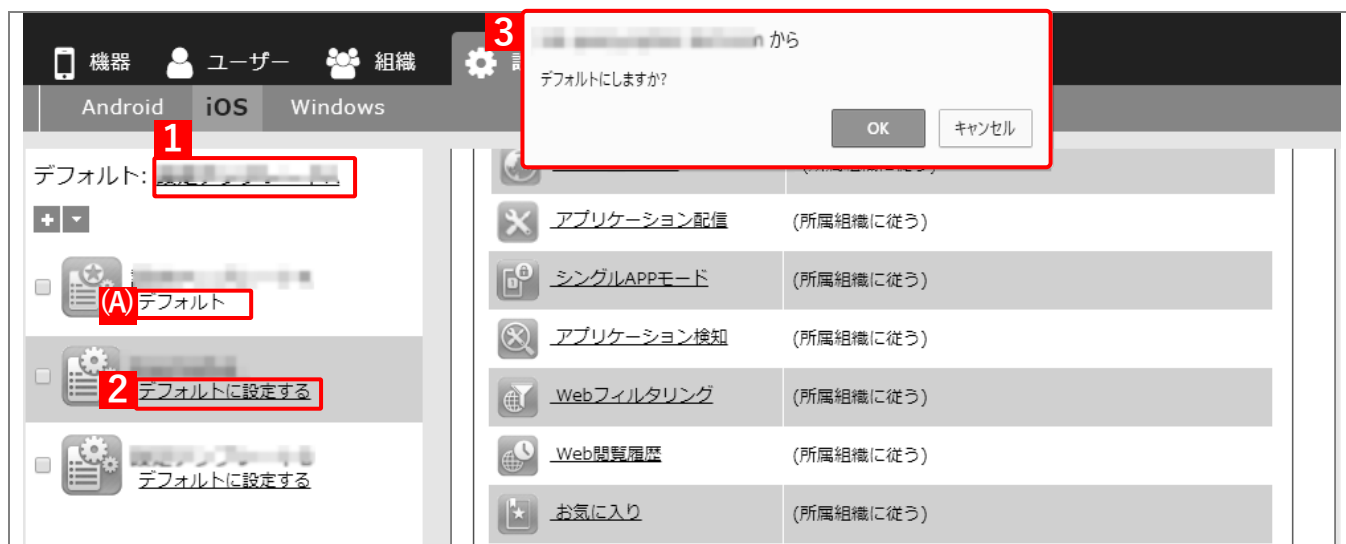 3
から
デフォルトにしますか?
OK キャンセル
機器 ユーザー 組織
Android iOS Windows
1
デフォルト:
(A) デフォルト
2 デフォルトに設定する
デフォルトに設定する
アプリケーション配信 (所属組織に従う)
シングルAPPモード (所属組織に従う)
アプリケーション検知 (所属組織に従う)
Webフィルタリング (所属組織に従う)
Web閲覧履歴 (所属組織に従う)
お気に入り (所属組織に従う)